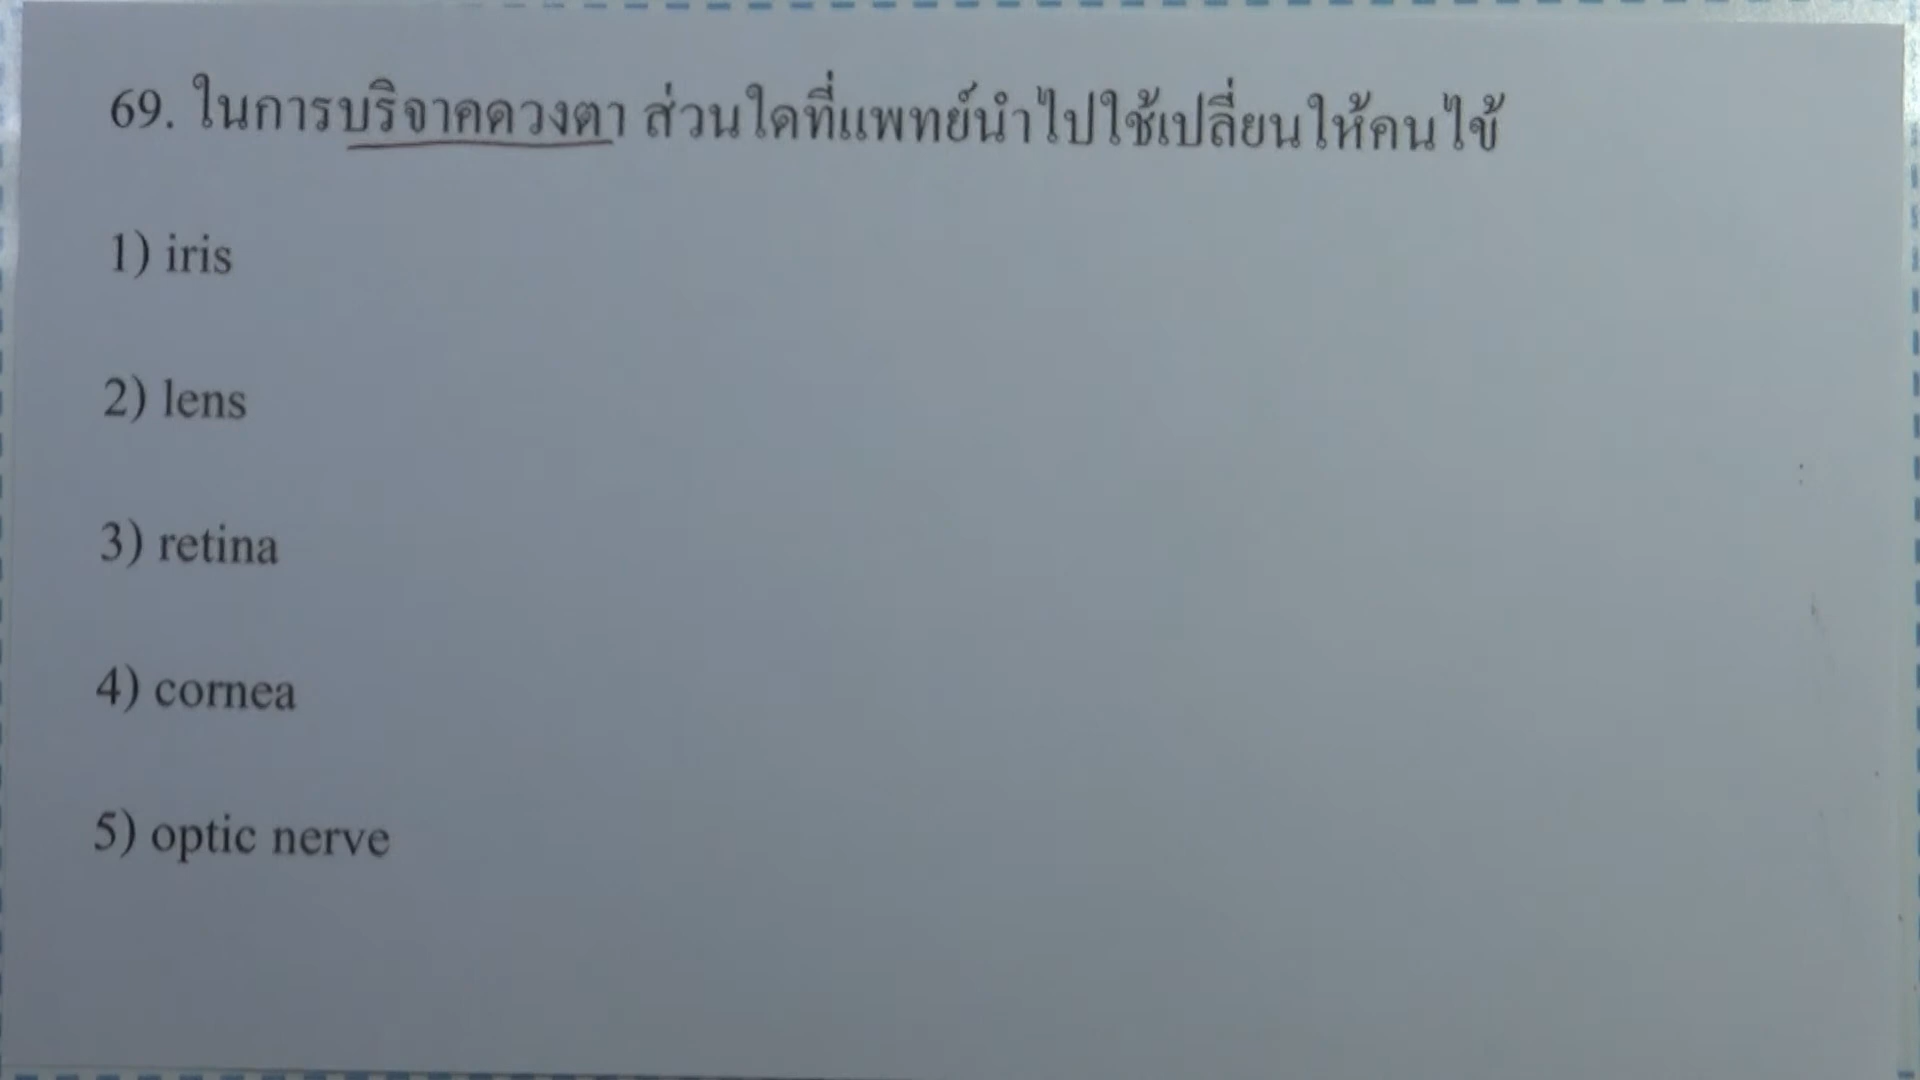 69. ในการบริจาคดวงตา ส่วนใดที่แพทย์นำไปใช้เปลี่ยนให้คนไข้
1) iris
2) lens
3) retina
4) cornea
5) optic nerve